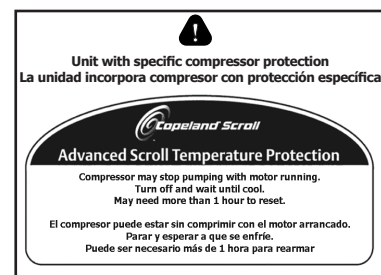 !
Unit with specific compressor protection
La unidad incorpora compresor con protección específica
Copeland Scroll
Advanced Scroll Temperature Protection
Compressor may stop pumping with motor running.
Turn off and wait until cool.
May need more than 1 hour to reset.
El compresor puede estar sin comprimir con el motor arrancado.
Parar y esperar a que se enfríe.
Puede ser necesario más de 1 hora para rearmar